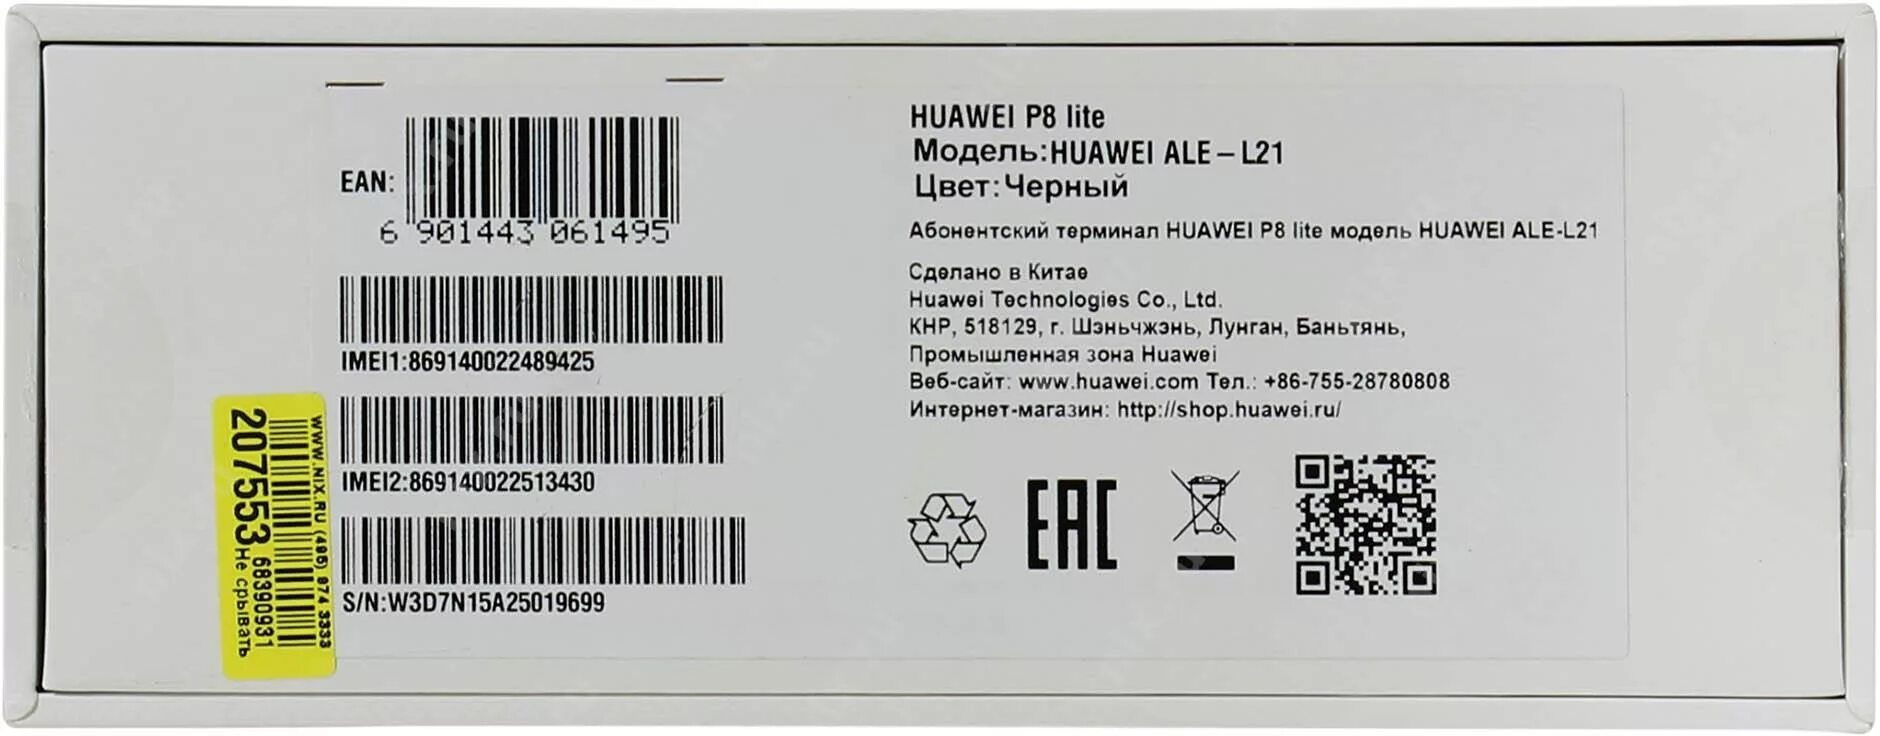 HUAWEI P8 lite
Модель:HUAWEI ALE – L21
Цвет:Черный
Абонентский терминал HUAWEI P8 lite модель HUAWEI ALE-L21
Сделано в Китае
Huawei Technologies Co., Ltd.
КНР, 518129, г. Шэньчжэнь, Лунган, Баньтянь,
Промышленная зона Huawei
Веб-сайт: www.huawei.com Тел.: +86-755-28780808
Интернет-магазин: http://shop.huawei.ru/
EAC
EAN:
6 901443 061495
IMEI1:869140022489425
IMEI2:869140022513430
S/N:W3D7N15A25019699
WWW.NIX.RU (495) 974 3333
68390931
207553
не срывать